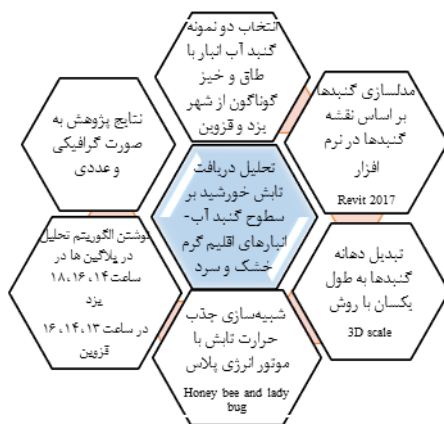 انتخاب دو نمونه
گنبد آب انبار با
طاق و خیز
گوناگون از شهر
یزد و قزوین
مدلسازی گنبدها
بر اساس نقشه
گنبدها در نرم
افزار
Revit 2017
تبدیل دهانه
گنبدها به طول
یکسان با روش
3D scale
شبیه‌سازی جذب
حرارت تابش با
موتور انرژی پلاس
Honey bee and lady
bug
نوشتن الگوریتم تحلیل
در پلاگین ها در
ساعت ۱۴، ۱۶، ۱۸
یزد
در ساعت ۱۳، ۱۴، ۱۶
قزوین
نتایج پژوهش به
صورت گرافیکی
و عددی
تحلیل دریافت
تابش خورشید بر
سطوح گنبد آب-
انبارهای اقلیم گرم
خشک و سرد